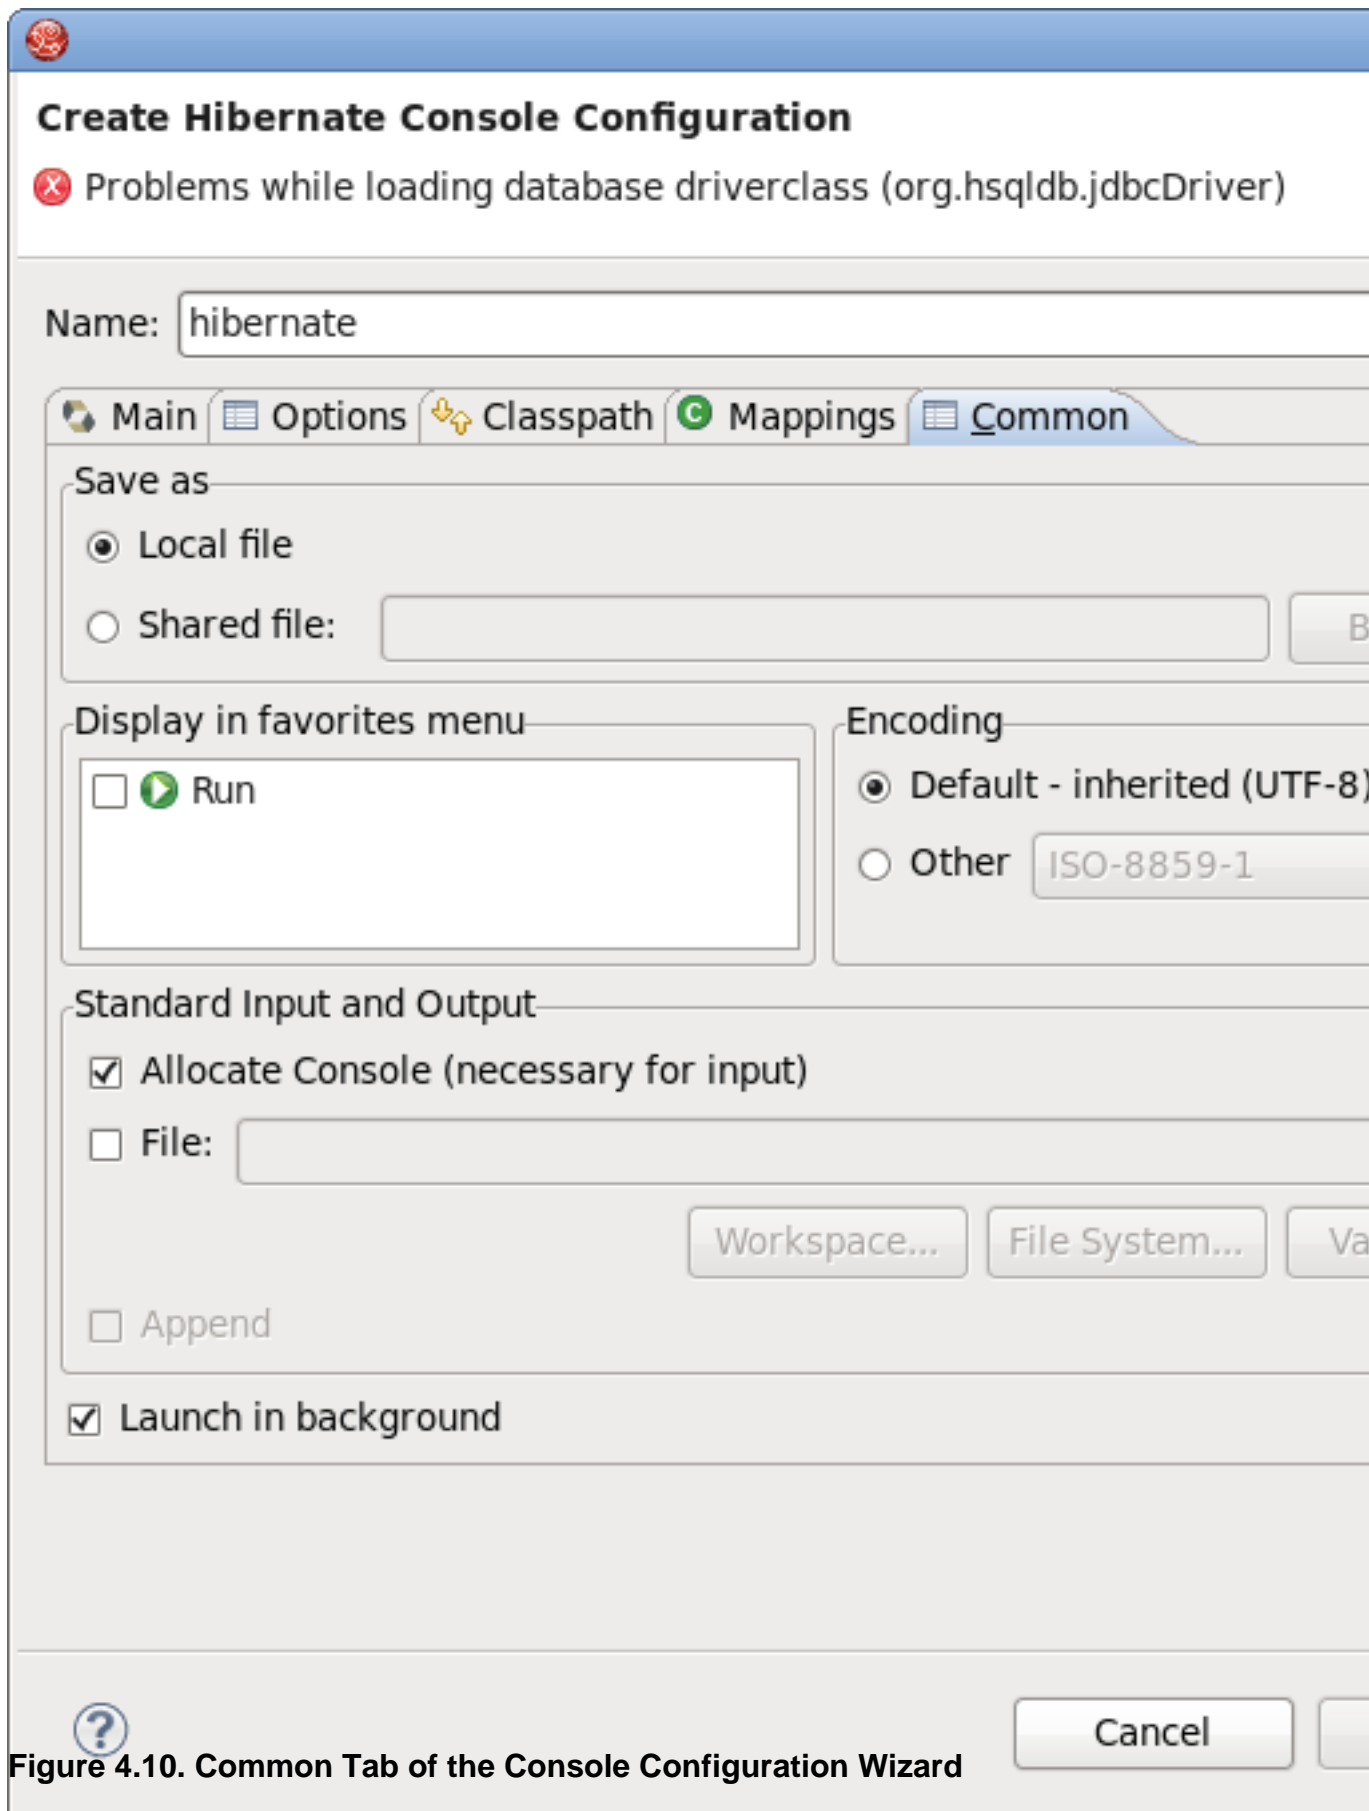 Create Hibernate Console Configuration
Problems while loading database driverclass (org.hsqldb.jdbcDriver)
Name: hibernate
Main Options Classpath C Mappings Common
Save as
Local file
Shared file:
Display in favorites menu Encoding
Run Default - inherited (UTF-8)
Other ISO-8859-1
Standard Input and Output
Allocate Console (necessary for input)
File:
Workspace... File System...
Append
Launch in background
? Cancel
Figure 4.10. Common Tab of the Console Configuration Wizard